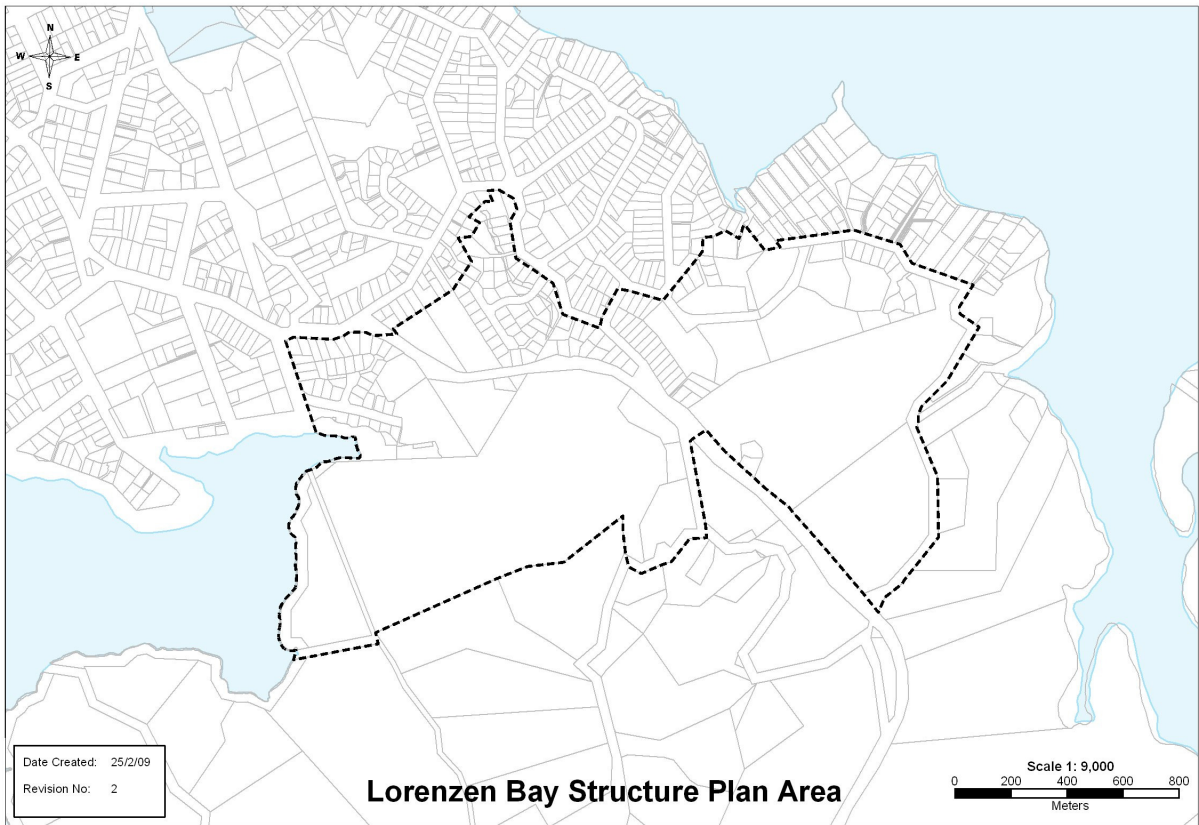 N
W E
S
Date Created: 25/2/09
Revision No: 2
Lorenzen Bay Structure Plan Area
Scale 1: 9,000
0 200 400 600 800
Meters